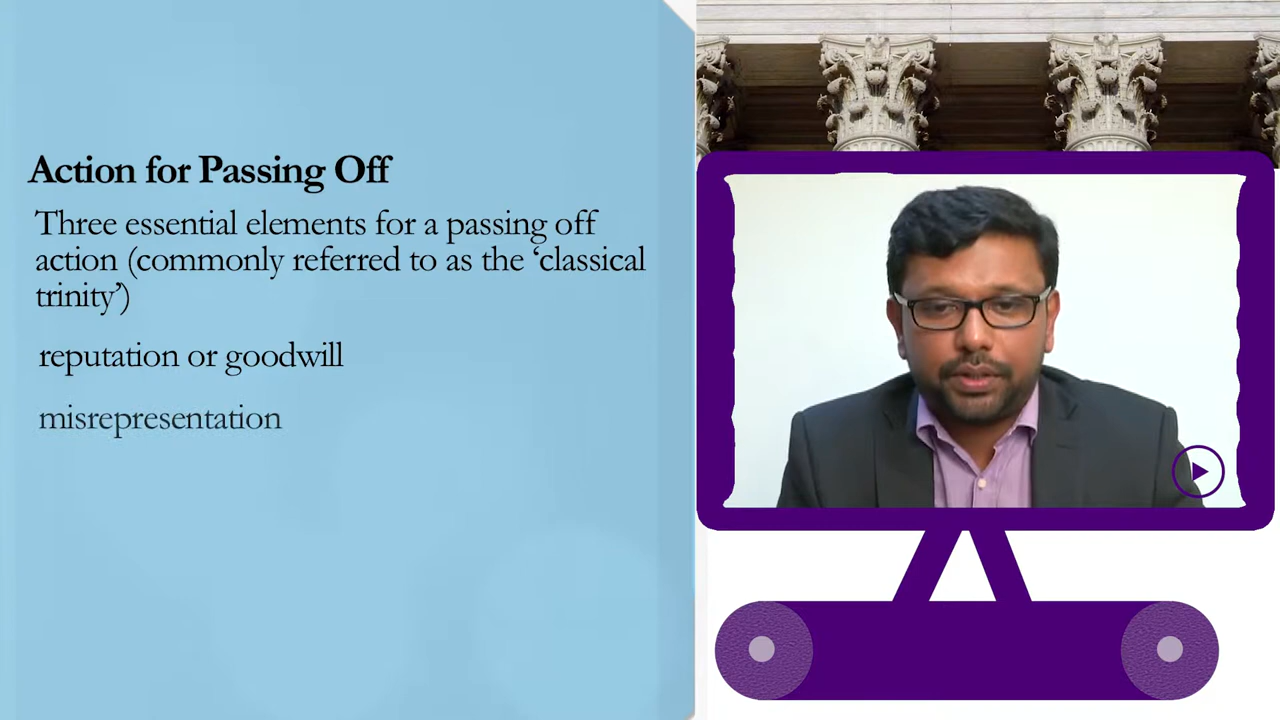 Action for Passing Off
Three essential elements for a passing off
action (commonly referred to as the ‘classical
trinity’)
reputation or goodwill
misrepresentation